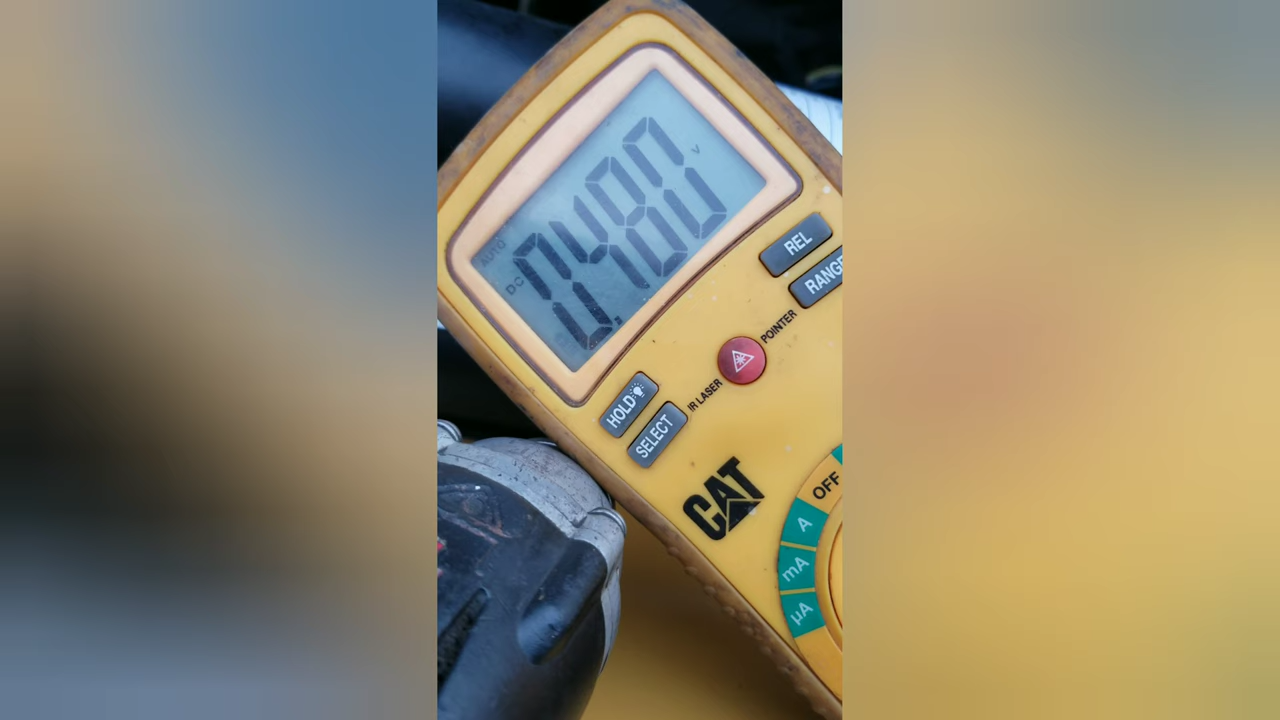 AUTO
DC 0.480 V
REL
RANGE
HOLD
SELECT
IR LASER
POINTER
CAT
OFF
A
mA
µA